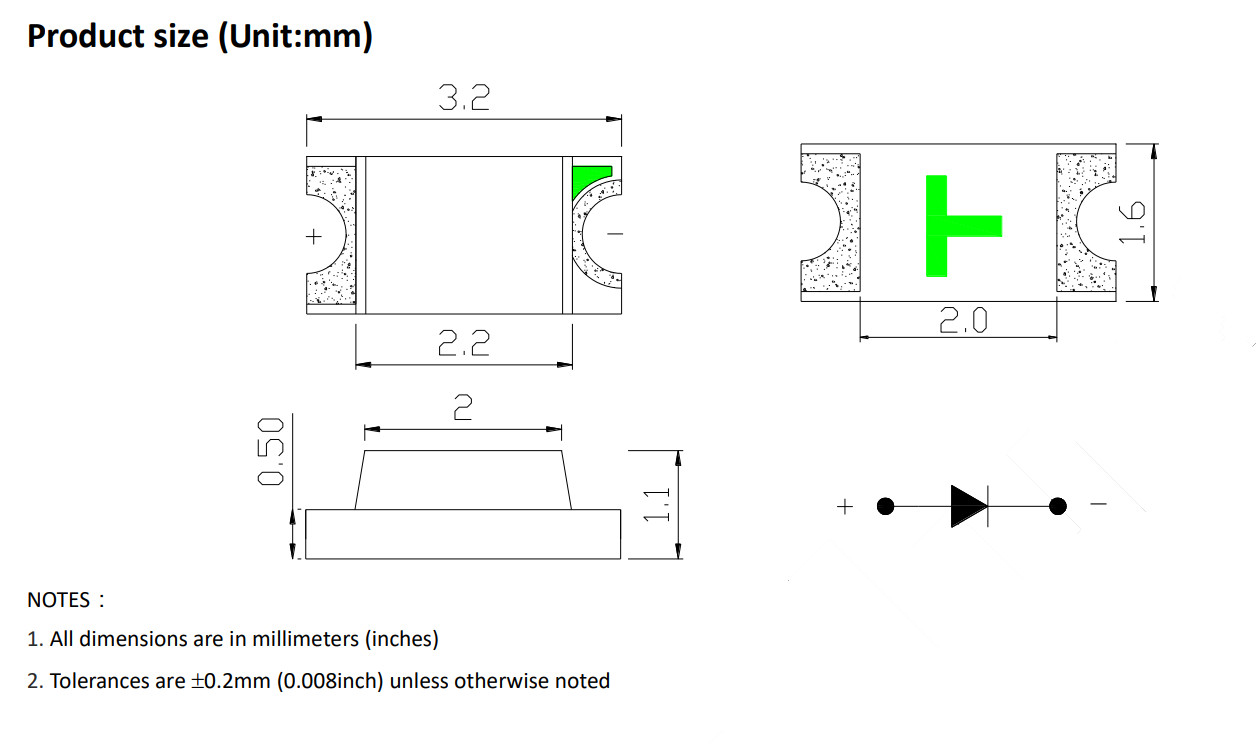 Product size (Unit:mm)
3.2
+
−
1.6
2.0
2.2
2
0.50
1.1
+
−
NOTES：
1. All dimensions are in millimeters (inches)
2. Tolerances are ±0.2mm (0.008inch) unless otherwise noted